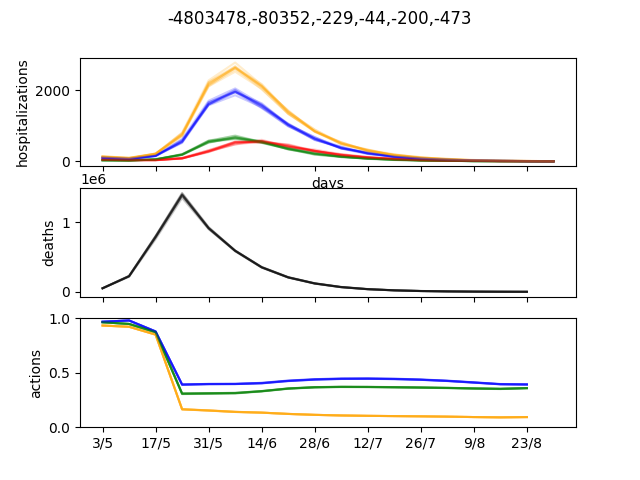 -4803478,-80352,-229,-44,-200,-473
hospitalizations
2000
0
days
1e6
deaths
1
0
actions
1.0
0.5
0.0
3/5 17/5 31/5 14/6 28/6 12/7 26/7 9/8 23/8